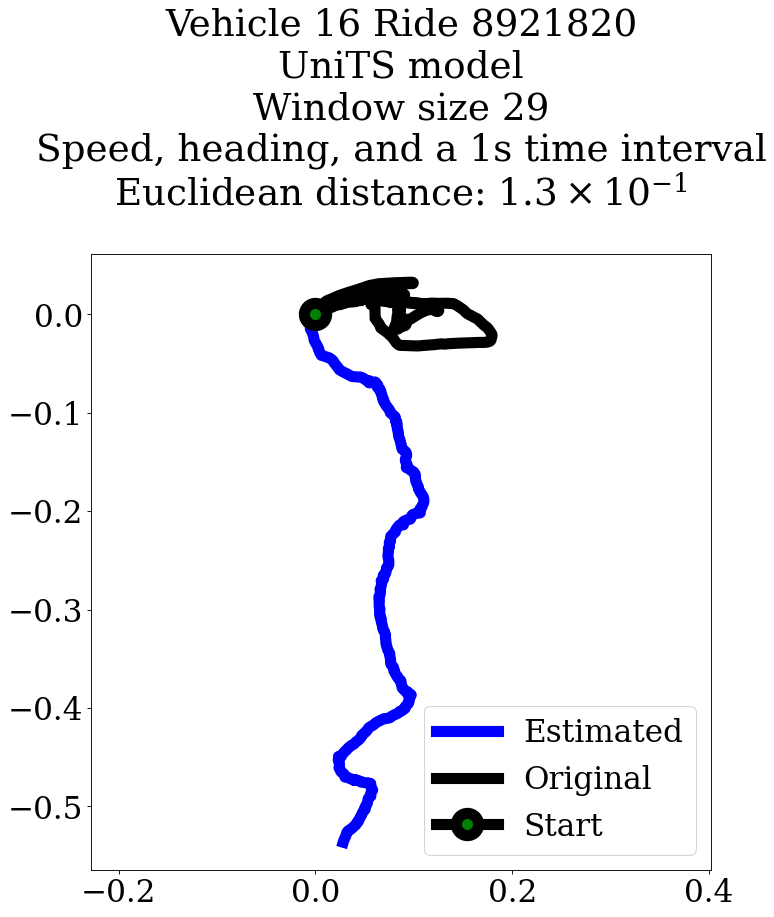 Vehicle 16 Ride 8921820
UniTS model
Window size 29
Speed, heading, and a 1s time interval
Euclidean distance: 1.3 × 10⁻¹
0.0
−0.1
−0.2
−0.3
−0.4
−0.5
Estimated
Original
Start
−0.2 0.0 0.2 0.4